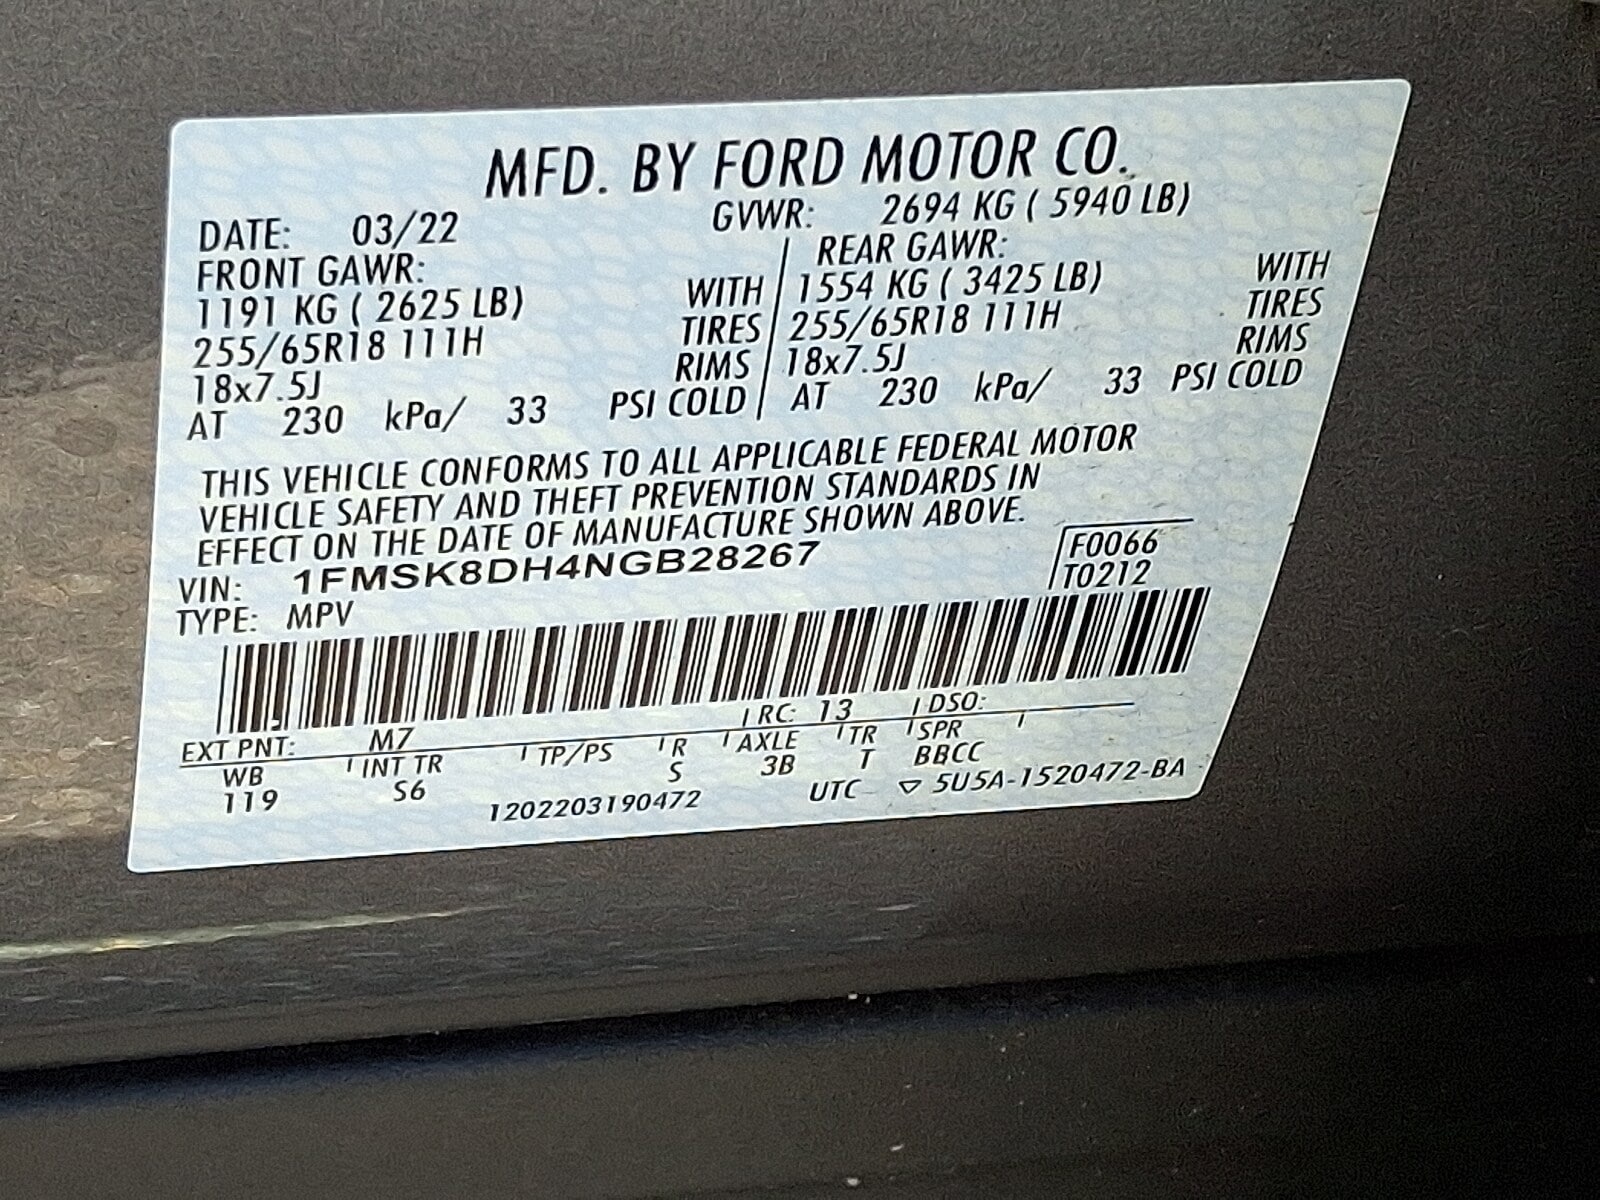 MFD. BY FORD MOTOR CO.
DATE: 03/22 GVWR: 2694 KG ( 5940 LB)
FRONT GAWR: REAR GAWR:
1191 KG ( 2625 LB) WITH 1554 KG ( 3425 LB) WITH
255/65R18 111H TIRES 255/65R18 111H TIRES
18x7.5J RIMS 18x7.5J RIMS
AT 230 kPa/ 33 PSI COLD AT 230 kPa/ 33 PSI COLD
THIS VEHICLE CONFORMS TO ALL APPLICABLE FEDERAL MOTOR
VEHICLE SAFETY AND THEFT PREVENTION STANDARDS IN
EFFECT ON THE DATE OF MANUFACTURE SHOWN ABOVE.
VIN: 1FMSK8DH4NGB28267 F0066
TYPE: MPV T0212
EXT PNT: M7 RC: 13 DSO:
WB INT TR TP/PS R AXLE TR SPR
119 S6 S 3B T BBCC
1202203190472 UTC ▽ 5U5A-1520472-BA